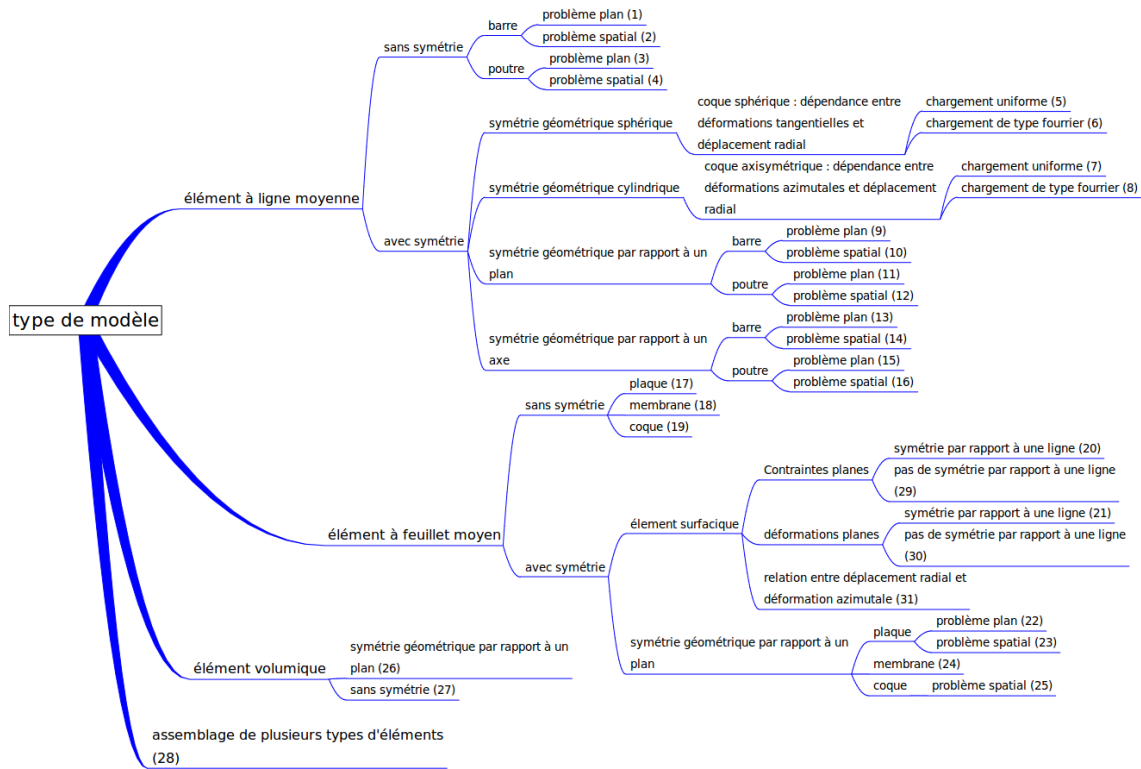 type de modèle
élément à ligne moyenne
sans symétrie
barre
problème plan (1)
problème spatial (2)
poutre
problème plan (3)
problème spatial (4)
avec symétrie
symétrie géometrique sphérique
coque sphérique : dépendance entre
déformations tangentielles et
déplacement radial
chargement uniforme (5)
chargement de type fourrier (6)
symétrie géometrique cylindrique
coque axisymétrique : dépendance entre
déformations azimutales et déplacement
radial
chargement uniforme (7)
chargement de type fourrier (8)
symétrie géométrique par rapport à un
plan
barre
problème plan (9)
problème spatial (10)
poutre
problème plan (11)
problème spatial (12)
symétrie géométrique par rapport à un
axe
barre
problème plan (13)
problème spatial (14)
poutre
problème plan (15)
problème spatial (16)
élément à feuillet moyen
sans symétrie
plaque (17)
membrane (18)
coque (19)
avec symétrie
élement surfacique
Contraintes planes
symétrie par rapport à une ligne (20)
pas de symétrie par rapport à une ligne
(29)
déformations planes
symétrie par rapport à une ligne (21)
pas de symétrie par rapport à une ligne
(30)
relation entre déplacement radial et
déformation azimutale (31)
symétrie géométrique par rapport à un
plan
plaque
problème plan (22)
problème spatial (23)
membrane (24)
coque
problème spatial (25)
élément volumique
symétrie géométrique par rapport à un
plan (26)
sans symétrie (27)
assemblage de plusieurs types d'éléments
(28)